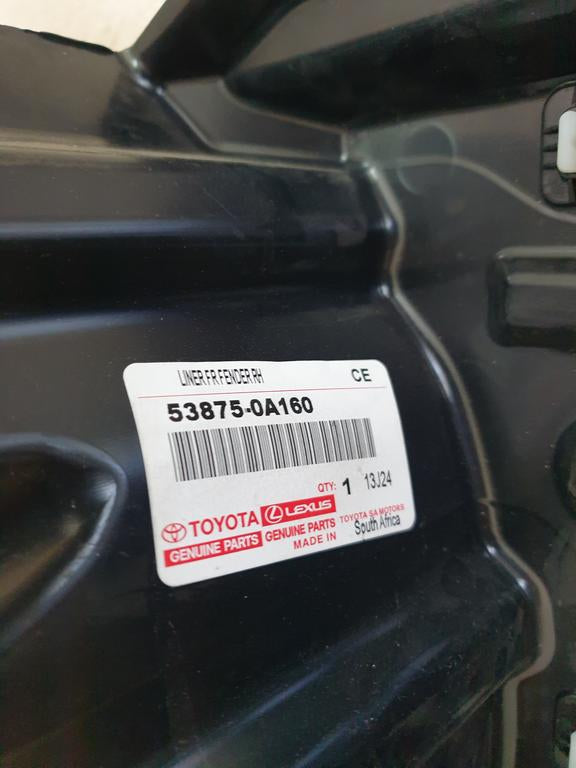 LINER.FR FENDER.RH CE
53875-0A160
QTY: 1 13J24
TOYOTA LEXUS
GENUINE PARTS GENUINE PARTS TOYOTA SA MOTORS
MADE IN South Africa